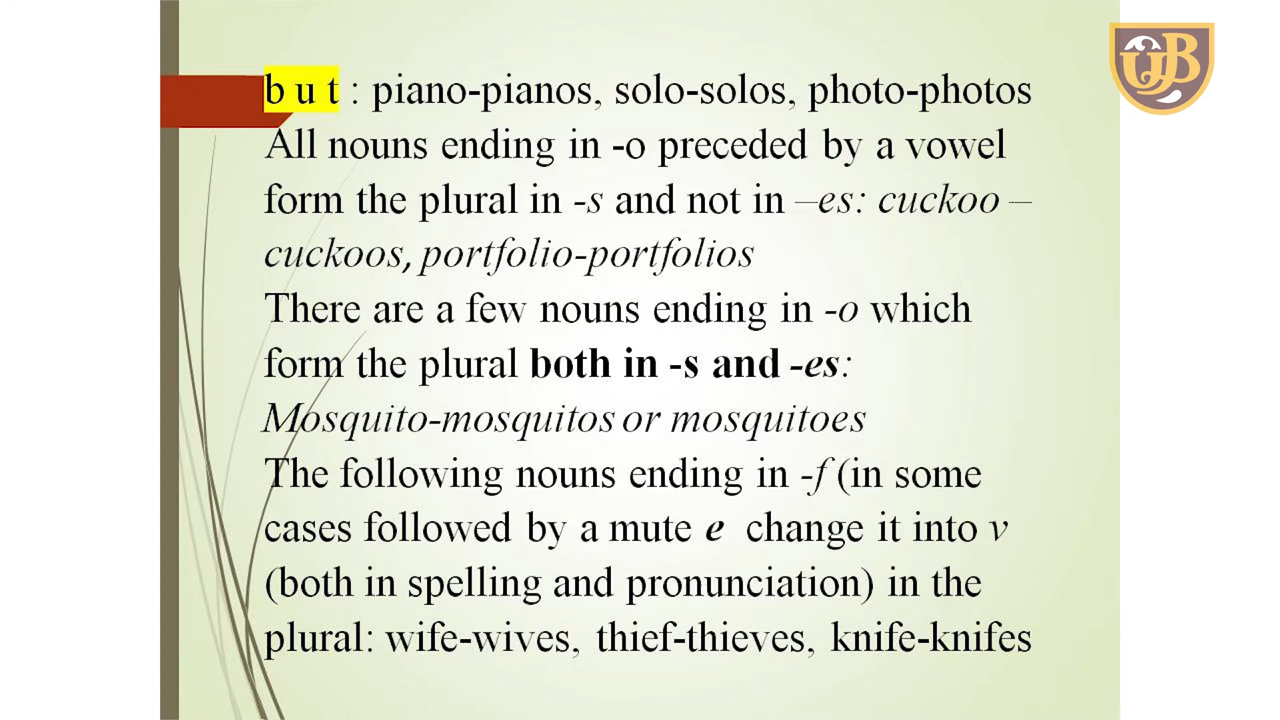 b u t : piano-pianos, solo-solos, photo-photos
All nouns ending in -o preceded by a vowel
form the plural in -s and not in –es: cuckoo –
cuckoos, portfolio-portfolios
There are a few nouns ending in -o which
form the plural both in -s and -es:
Mosquito-mosquitos or mosquitoes
The following nouns ending in -f (in some
cases followed by a mute e change it into v
(both in spelling and pronunciation) in the
plural: wife-wives, thief-thieves, knife-knifes
UB